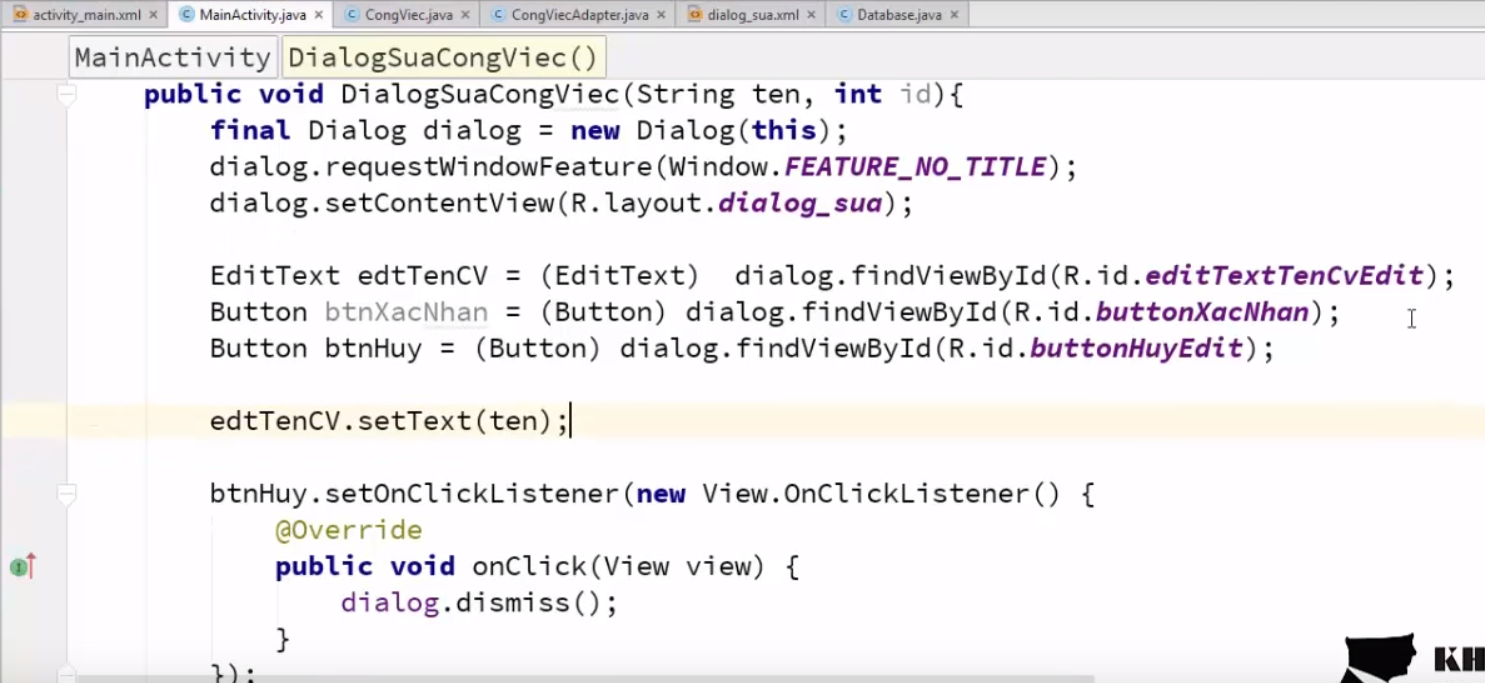 activity_main.xml × MainActivity.java × CongViec.java × CongViecAdapter.java × dialog_sua.xml × Database.java ×
MainActivity DialogSuaCongViec()
public void DialogSuaCongViec(String ten, int id){
final Dialog dialog = new Dialog(this);
dialog.requestWindowFeature(Window.FEATURE_NO_TITLE);
dialog.setContentView(R.layout.dialog_sua);
EditText edtTenCV = (EditText) dialog.findViewById(R.id.editTextTenCvEdit);
Button btnXacNhan = (Button) dialog.findViewById(R.id.buttonXacNhan);
Button btnHuy = (Button) dialog.findViewById(R.id.buttonHuyEdit);
edtTenCV.setText(ten);
btnHuy.setOnClickListener(new View.OnClickListener() {
@Override
public void onClick(View view) {
dialog.dismiss();
}
});
KH